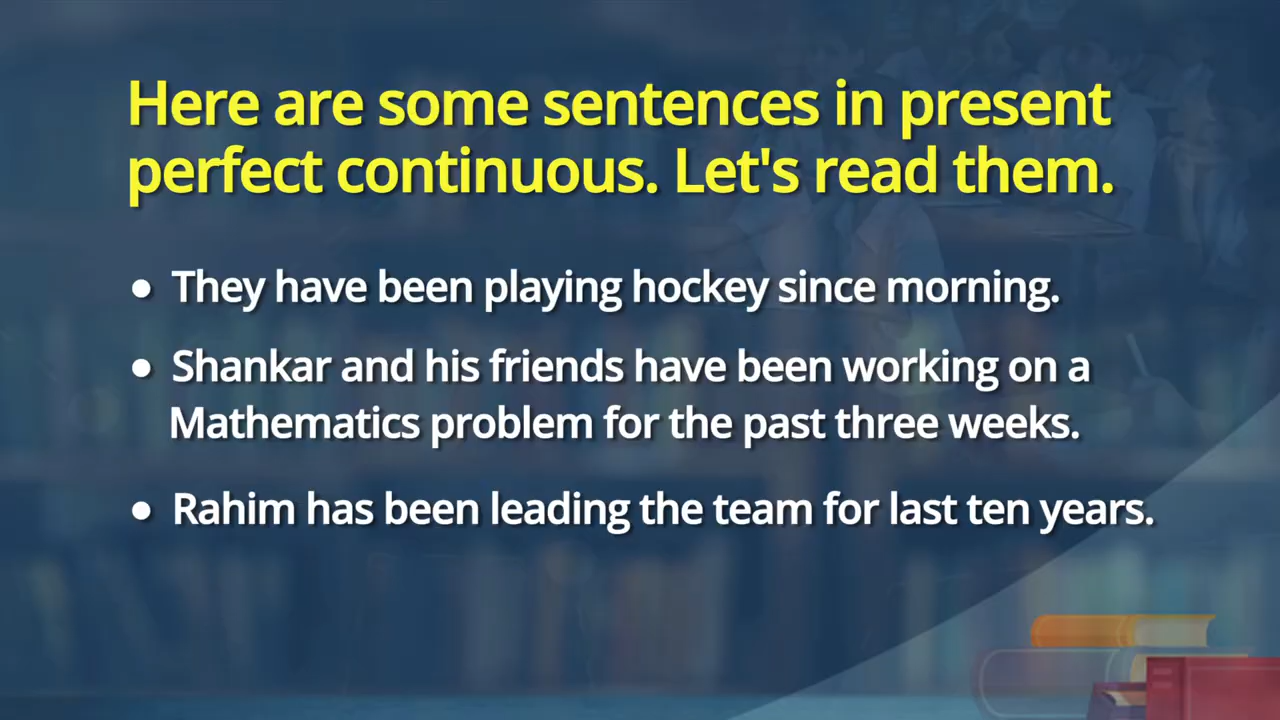 Here are some sentences in present
perfect continuous. Let's read them.
● They have been playing hockey since morning.
● Shankar and his friends have been working on a
Mathematics problem for the past three weeks.
● Rahim has been leading the team for last ten years.